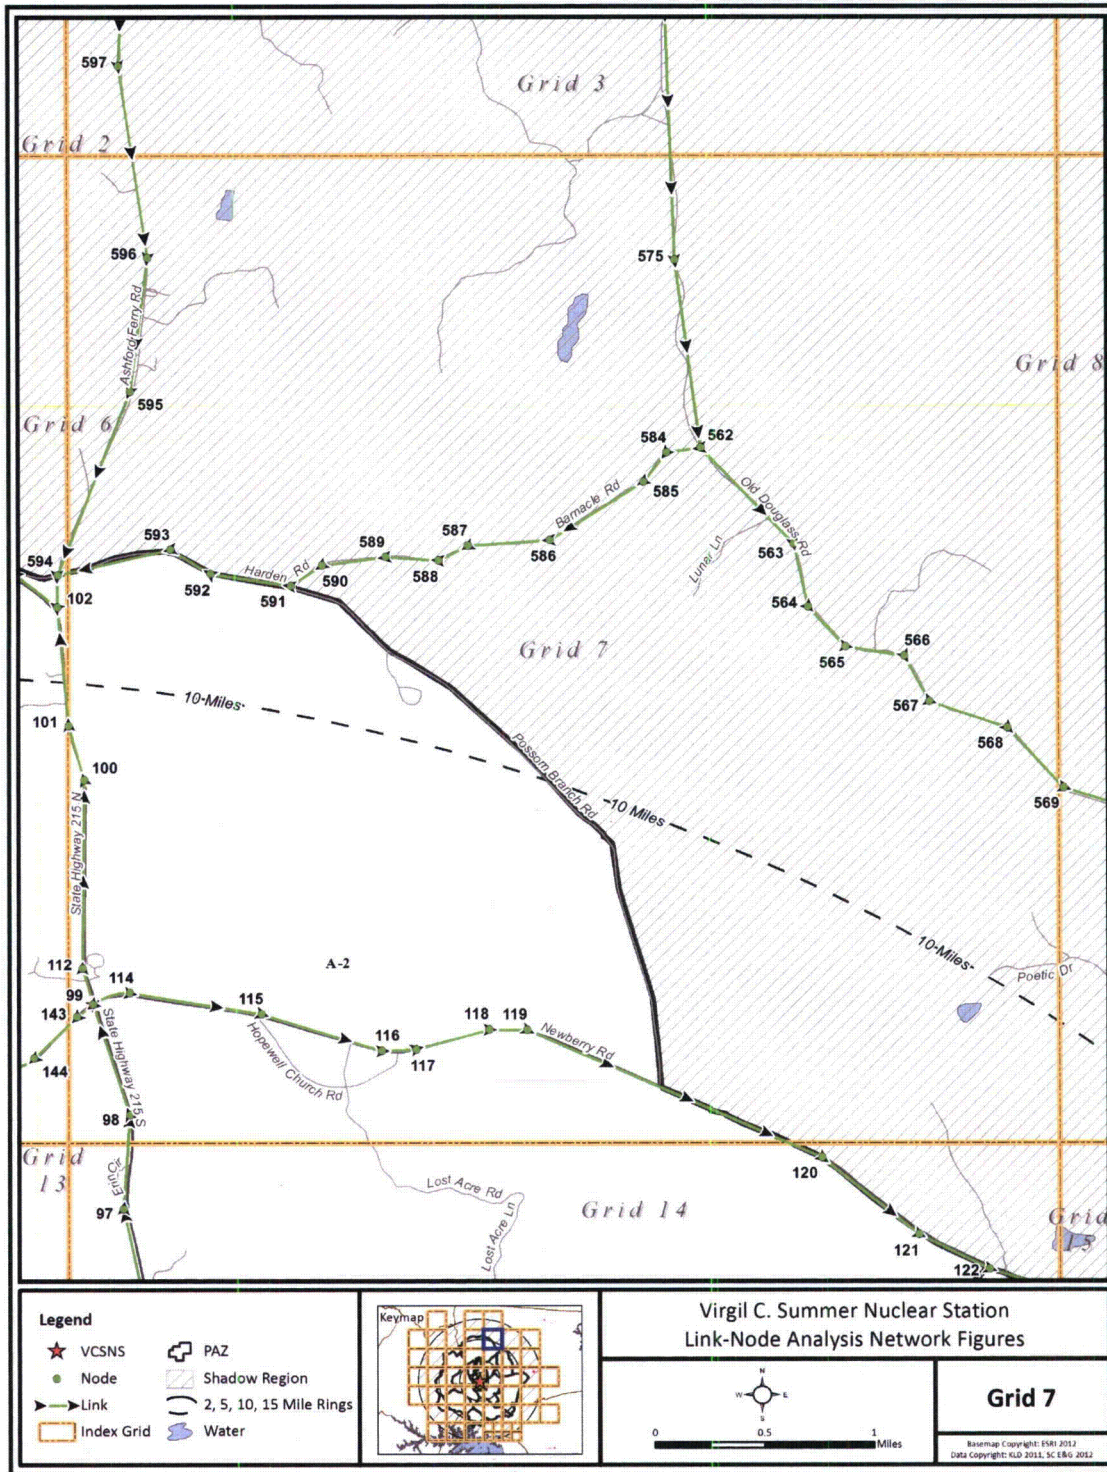 597
Grid 3
Grid 2
596
575
Ashford Ferry Rd
Grid 8
595
Grid 6
584
562
585
Barnacle Rd
Old Douglass Rd
593
587
586
563
Lunar Ln
594
589
588
Harden Rd
590
592
591
102
564
565
566
Grid 7
10-Miles
567
101
568
100
Possom Branch Rd
569
10 Miles
State Highway 215 N
10-Miles
Poetic Dr
112
A-2
114
99
115
143
118
119
Newberry Rd
116
117
144
Hopewell Church Rd
State Highway 215 S
98
Grid
13
Erin Cir
120
Lost Acre Rd
97
Lost Acre Ln
Grid 14
Grid
15
121
122
Legend
VCSNS
PAZ
Node
Shadow Region
Link
2, 5, 10, 15 Mile Rings
Index Grid
Water
Keymap
Virgil C. Summer Nuclear Station
Link-Node Analysis Network Figures
N
W
E
S
0
0.5
1
Miles
Grid 7
Basemap Copyright: ESRI 2012
Data Copyright: KLD 2011, SC E&G 2012